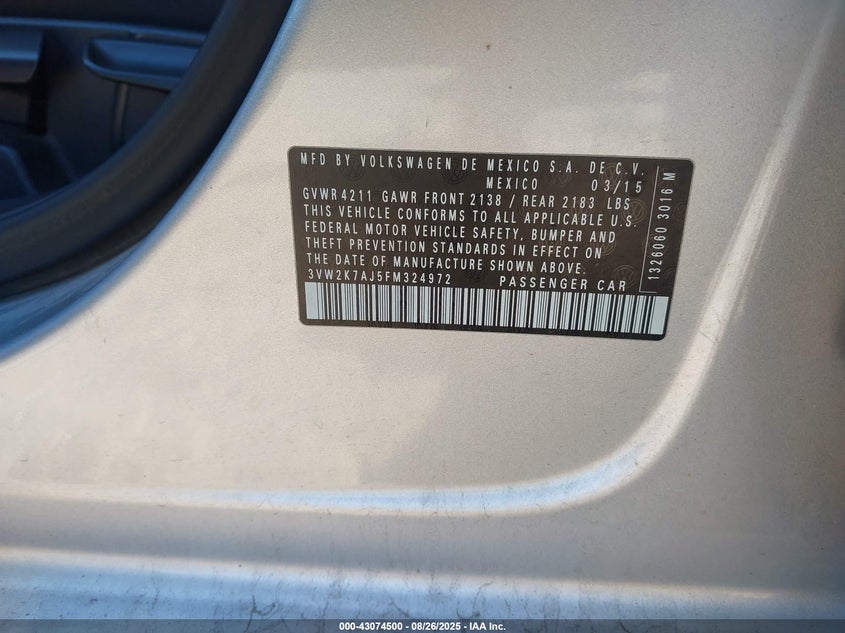 MFD BY VOLKSWAGEN DE MEXICO S.A. DE C.V.
MEXICO 03/15
GVWR 4211 GAWR FRONT 2138 / REAR 2183 LBS
THIS VEHICLE CONFORMS TO ALL APPLICABLE U.S.
FEDERAL MOTOR VEHICLE SAFETY, BUMPER AND
THEFT PREVENTION STANDARDS IN EFFECT ON
THE DATE OF MANUFACTURE SHOWN ABOVE.
3VW2K7AJ5FM324972 PASSENGER CAR
1326060 3016 M
000-43074500 - 08/26/2025 - IAA Inc.